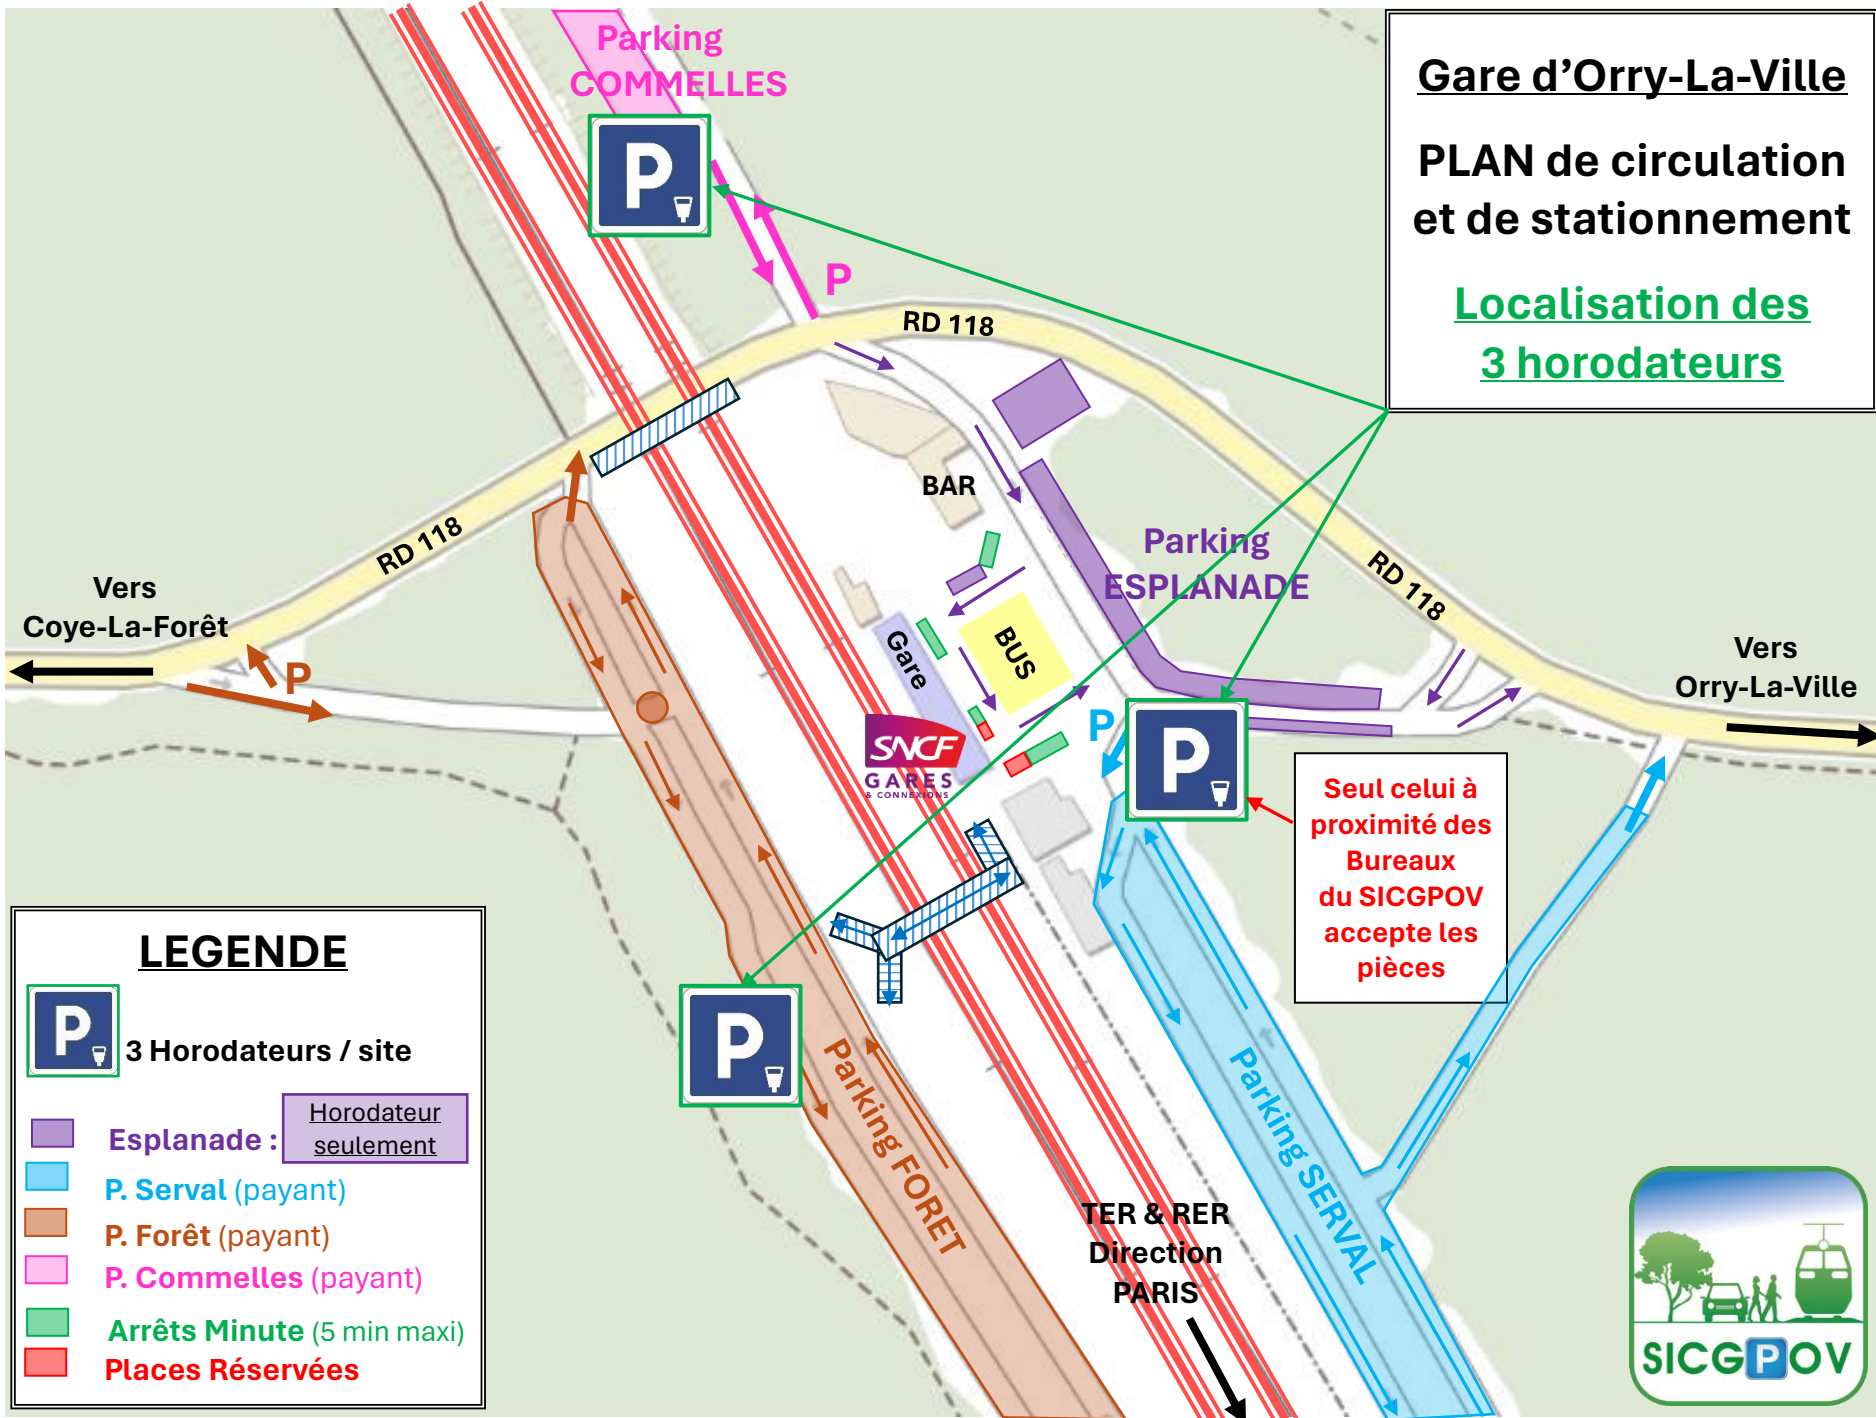 Gare d'Orry-La-Ville
PLAN de circulation
et de stationnement
Localisation des
3 horodateurs
Parking
COMMELLES
P
P
RD 118
BAR
Parking
ESPLANADE
RD 118
RD 118
Vers
Coye-La-Forêt
P
Vers
Orry-La-Ville
Gare
BUS
SNCF
GARES
& CONNEXIONS
P
P
Seul celui à
proximité des
Bureaux
du SICGPOV
accepte les
pièces
P
Parking FORET
Parking SERVAL
TER & RER
Direction
PARIS
LEGENDE
P
3 Horodateurs / site
Esplanade :
Horodateur
seulement
P. Serval (payant)
P. Forêt (payant)
P. Commelles (payant)
Arrêts Minute (5 min maxi)
Places Réservées
SICGPOV